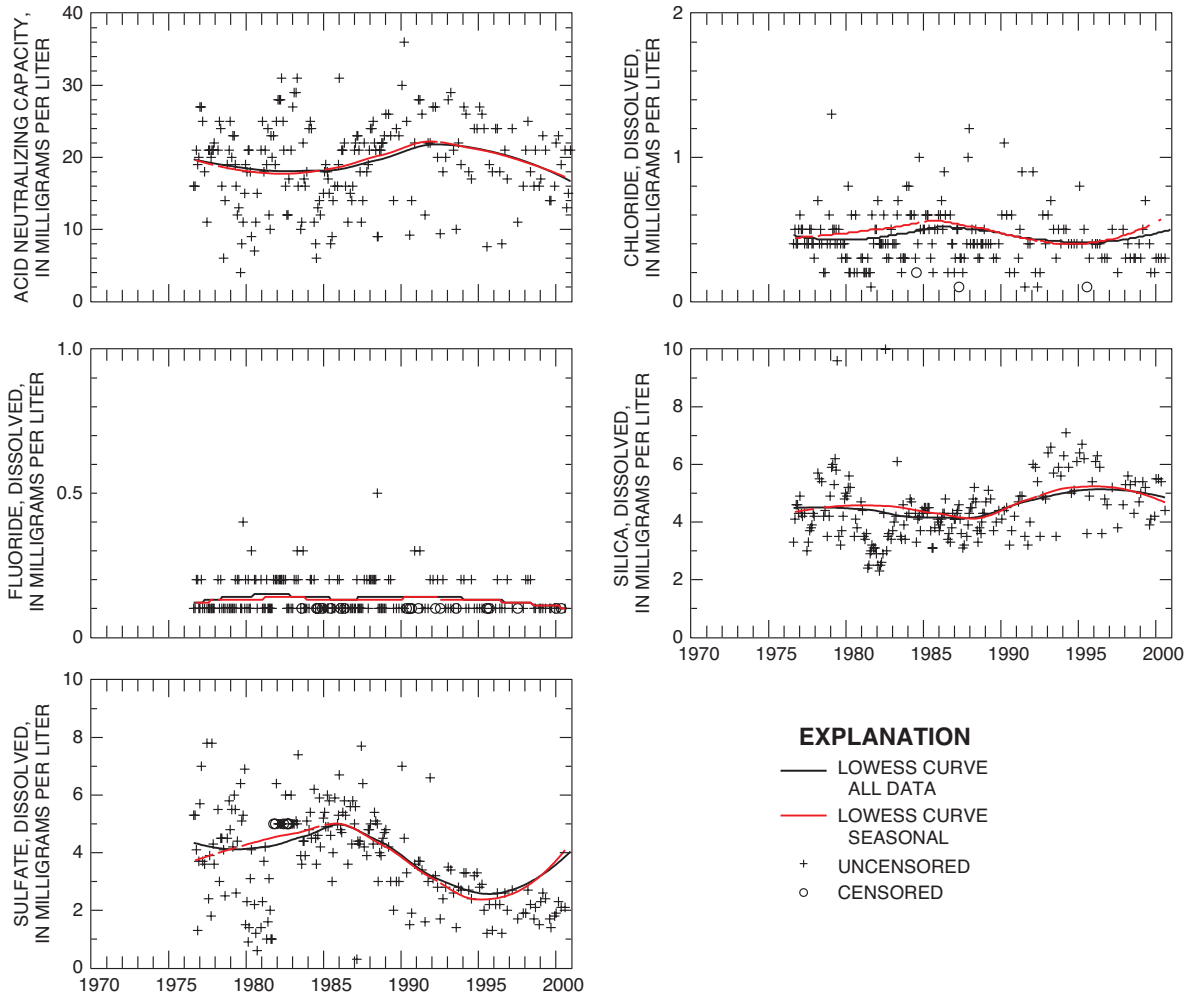 ACID NEUTRALIZING CAPACITY,
IN MILLIGRAMS PER LITER
40
30
20
10
0
CHLORIDE, DISSOLVED,
IN MILLIGRAMS PER LITER
2
1
0
FLUORIDE, DISSOLVED,
IN MILLIGRAMS PER LITER
1.0
0.5
0
SILICA, DISSOLVED,
IN MILLIGRAMS PER LITER
10
8
6
4
2
0
1970 1975 1980 1985 1990 1995 2000
SULFATE, DISSOLVED,
IN MILLIGRAMS PER LITER
10
8
6
4
2
0
1970 1975 1980 1985 1990 1995 2000
EXPLANATION
LOWESS CURVE
ALL DATA
LOWESS CURVE
SEASONAL
UNCENSORED
CENSORED